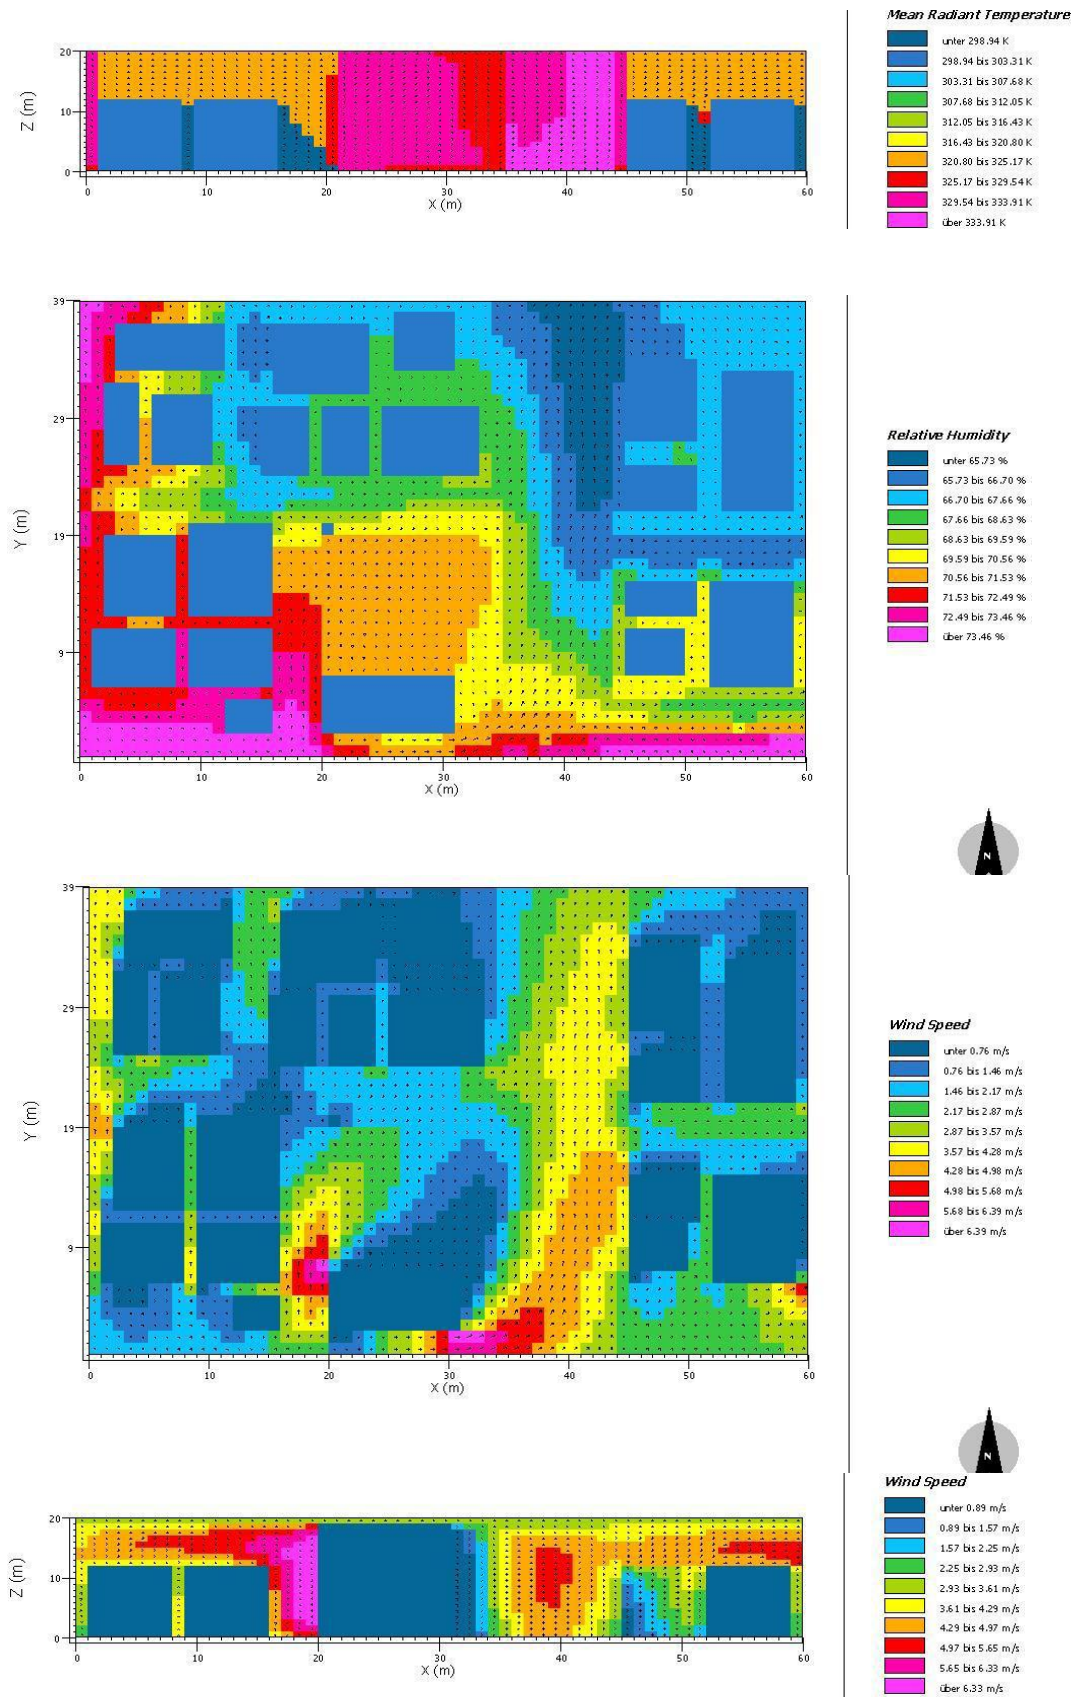 Mean Radiant Temperature
unter 298.94 K
298.94 bis 303.31 K
303.31 bis 307.68 K
307.68 bis 312.05 K
312.05 bis 316.43 K
316.43 bis 320.80 K
320.80 bis 325.17 K
325.17 bis 329.54 K
329.54 bis 333.91 K
über 333.91 K
Z (m)
20
10
0
0 10 20 30 40 50 60
X (m)
Relative Humidity
unter 65.73 %
65.73 bis 66.70 %
66.70 bis 67.66 %
67.66 bis 68.63 %
68.63 bis 69.59 %
69.59 bis 70.56 %
70.56 bis 71.53 %
71.53 bis 72.49 %
72.49 bis 73.46 %
über 73.46 %
Y (m)
39
29
19
9
0 10 20 30 40 50 60
X (m)
N
Wind Speed
unter 0.76 m/s
0.76 bis 1.46 m/s
1.46 bis 2.17 m/s
2.17 bis 2.87 m/s
2.87 bis 3.57 m/s
3.57 bis 4.28 m/s
4.28 bis 4.98 m/s
4.98 bis 5.68 m/s
5.68 bis 6.39 m/s
über 6.39 m/s
Y (m)
39
29
19
9
0 10 20 30 40 50 60
X (m)
N
Wind Speed
unter 0.89 m/s
0.89 bis 1.57 m/s
1.57 bis 2.25 m/s
2.25 bis 2.93 m/s
2.93 bis 3.61 m/s
3.61 bis 4.29 m/s
4.29 bis 4.97 m/s
4.97 bis 5.65 m/s
5.65 bis 6.33 m/s
über 6.33 m/s
Z (m)
20
10
0
0 10 20 30 40 50 60
X (m)